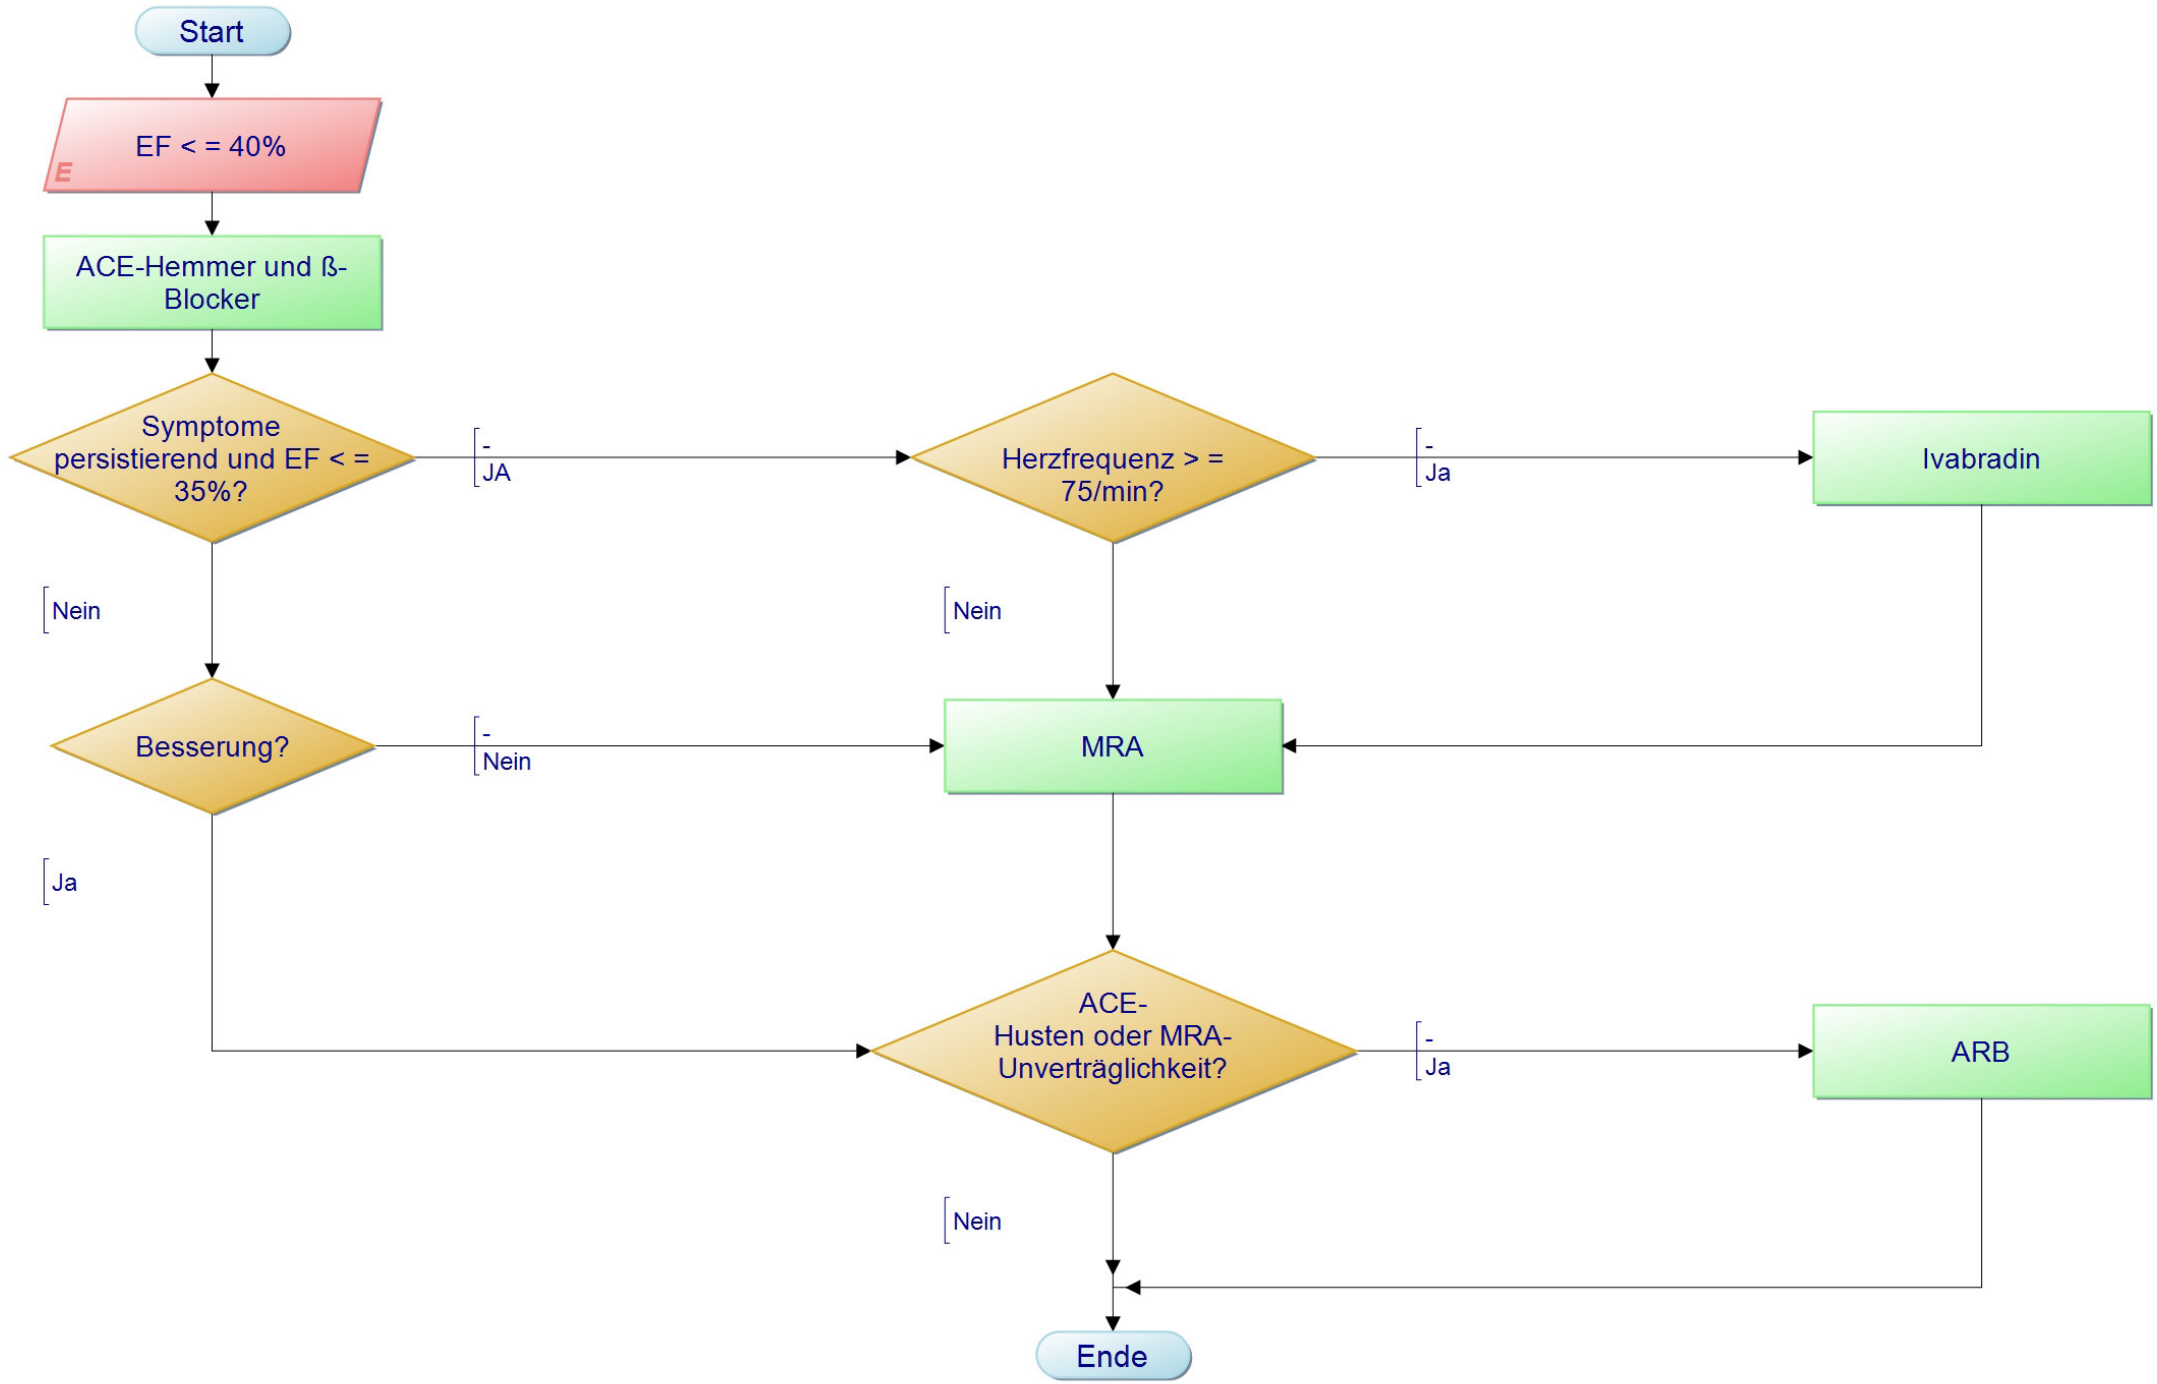 Start
EF < = 40%
E
ACE-Hemmer und ß-
Blocker
Symptome
persistierend und EF < =
35%?
-
JA
Herzfrequenz > =
75/min?
-
Ja
Ivabradin
Nein
Nein
Besserung?
-
Nein
MRA
Ja
ACE-
Husten oder MRA-
Unverträglichkeit?
-
Ja
ARB
Nein
Ende